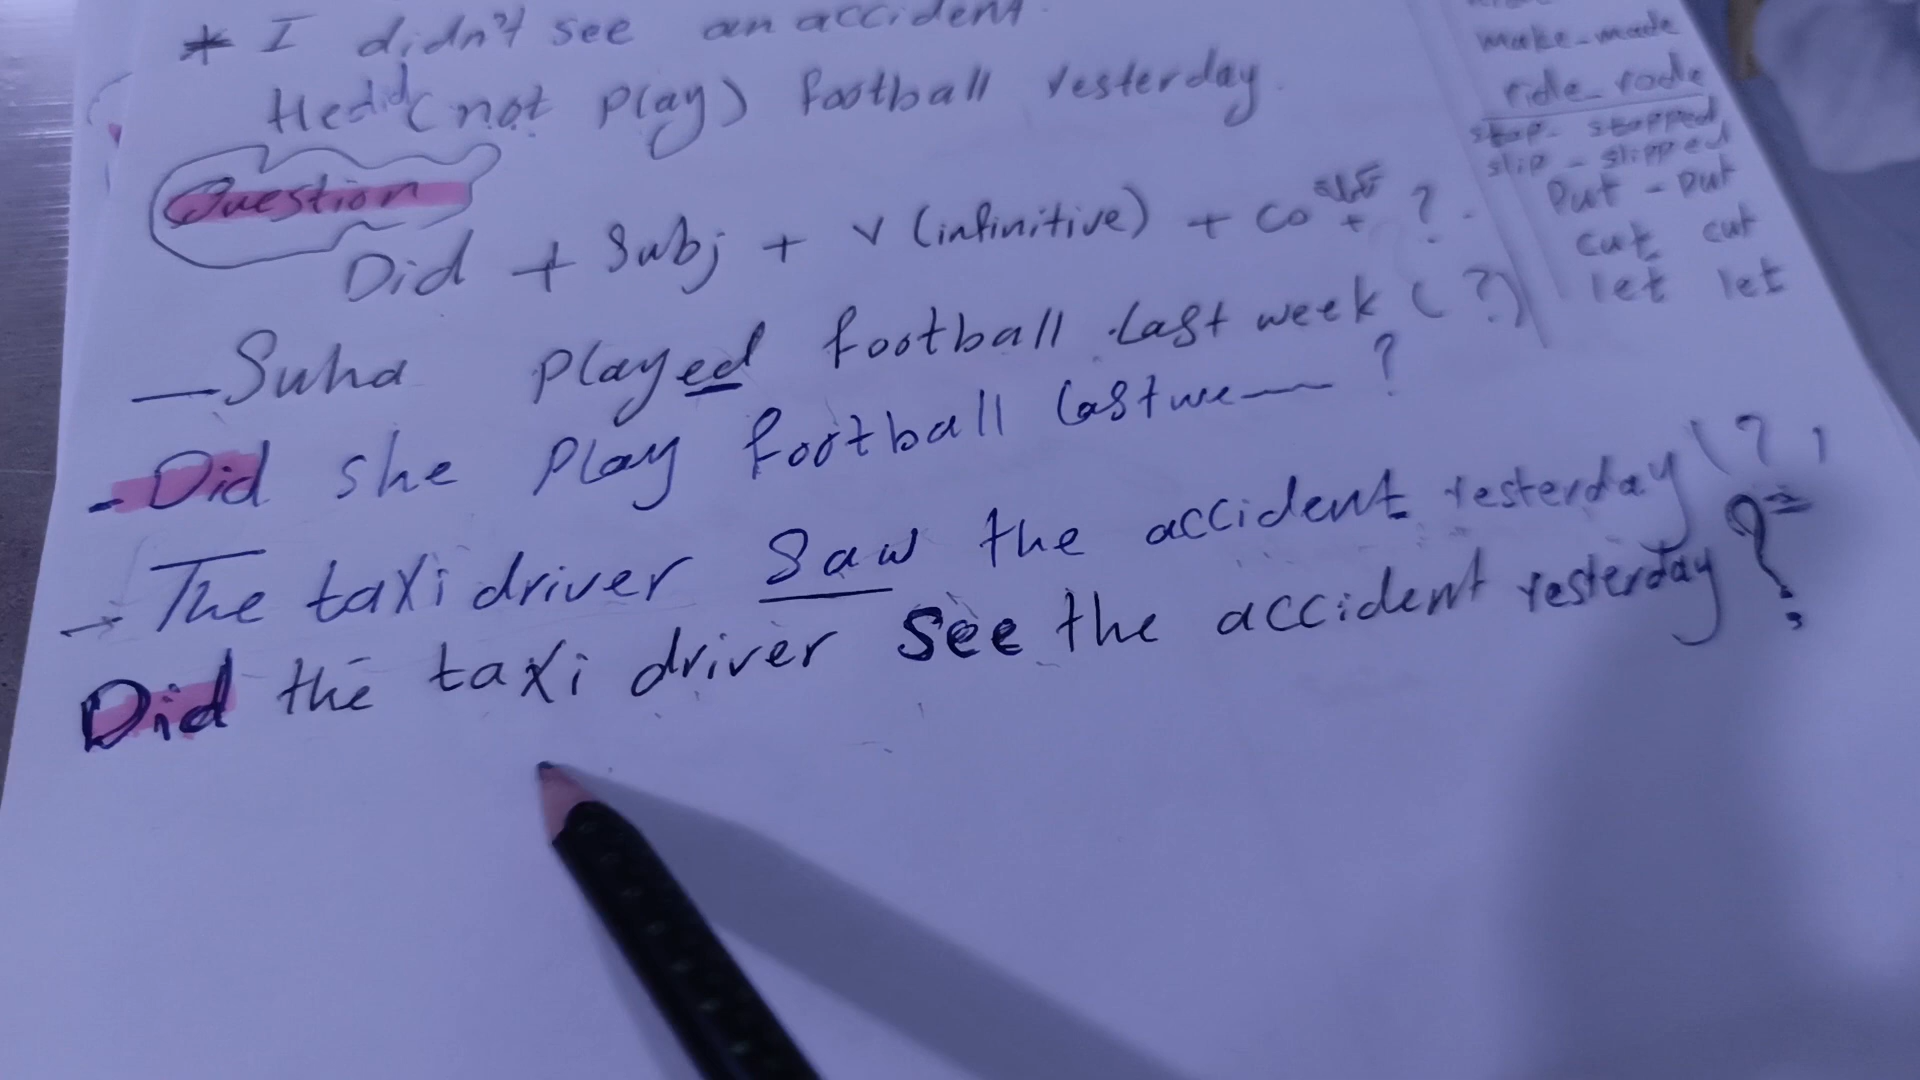 * I didn't see an accident.
He did (not play) football yesterday.
Question
Did + Subj + V (infinitive) + Co تكملة + ?
- Suha played football last week (?)
- Did she play football last we— ?
→ The taxi driver saw the accident yesterday (?)
Did the taxi driver see the accident yesterday?
make - made
ride - rode
stop - stopped
slip - slipped
Put - put
cut cut
let let